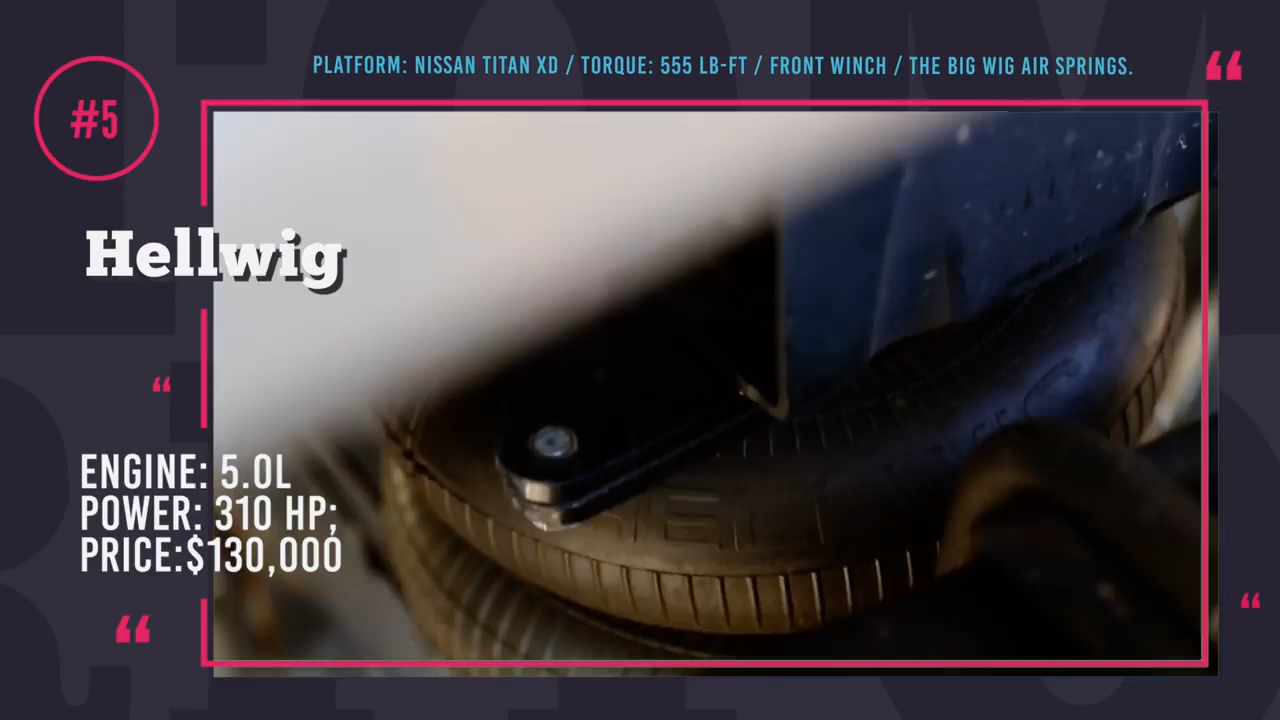 PLATFORM: NISSAN TITAN XD / TORQUE: 555 LB-FT / FRONT WINCH / THE BIG WIG AIR SPRINGS.
#5
Hellwig
ENGINE: 5.0L
POWER: 310 HP;
PRICE:$130,000